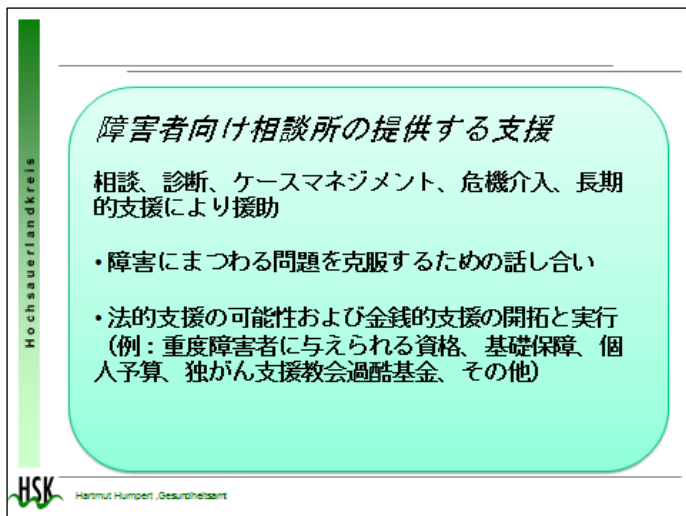 Hochsauerlandkreis
障害者向け相談所の提供する支援
相談、診断、ケースマネジメント、危機介入、長期
的支援により援助
・障害にまつわる問題を克服するための話し合い
・法的支援の可能性および金銭的支援の開拓と実行
（例：重度障害者に与えられる資格、基礎保障、個
人予算、独がん支援教会過酷基金、その他）
HSK
Hartmut Humpert ,Gesundheitsamt